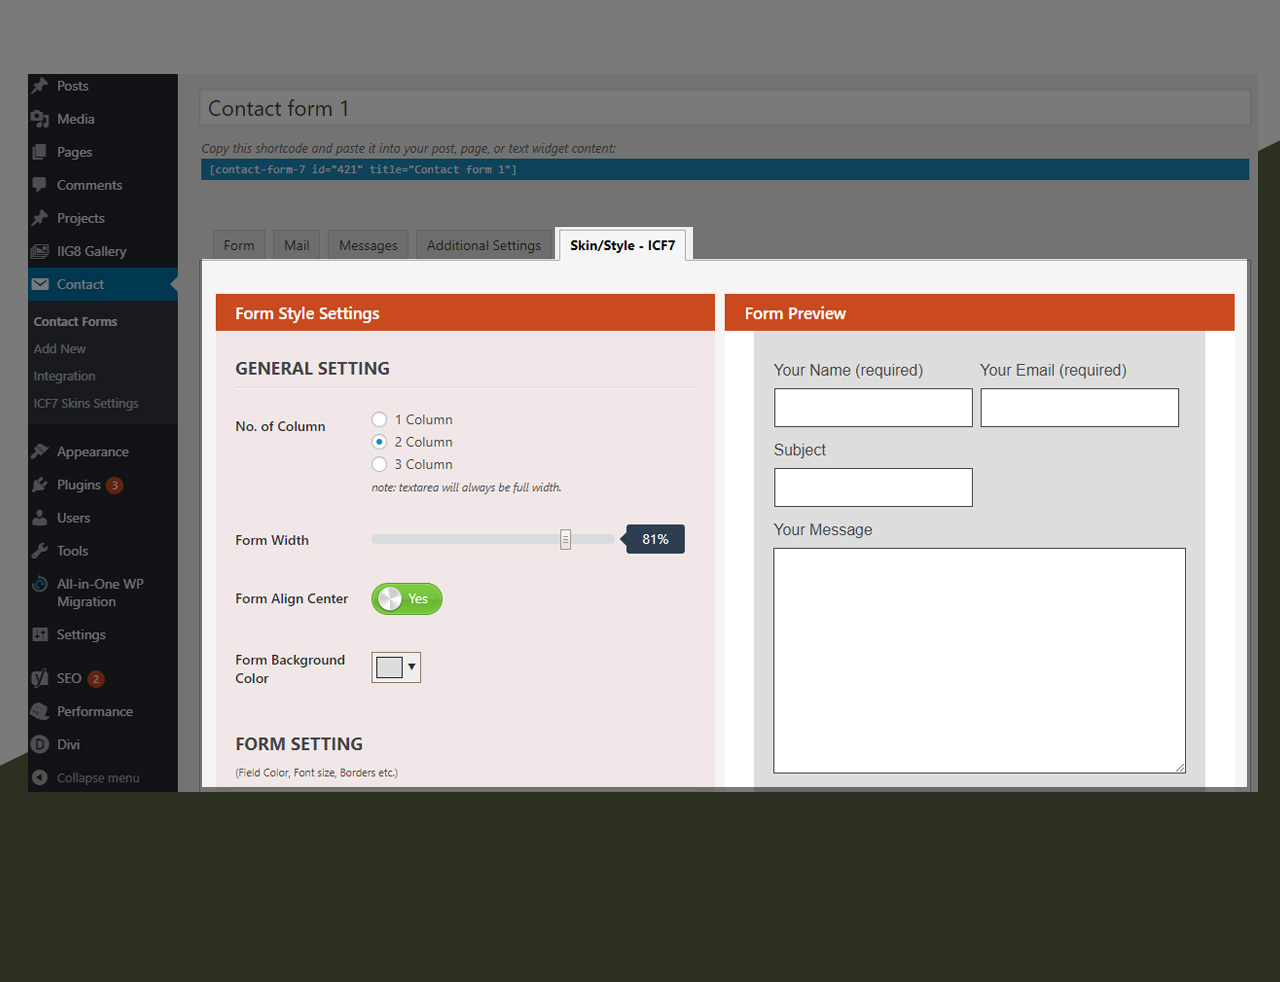 Posts
Media
Pages
Comments
Projects
IIG8 Gallery
Contact
Contact Forms
Add New
Integration
ICF7 Skins Settings
Appearance
Plugins 3
Users
Tools
All-in-One WP
Migration
Settings
SEO 2
Performance
Divi
Collapse menu
Contact form 1
Copy this shortcode and paste it into your post, page, or text widget content:
[contact-form-7 id="421" title="Contact form 1"]
Form Mail Messages Additional Settings Skin/Style - ICF7
Form Style Settings
GENERAL SETTING
No. of Column
1 Column
2 Column
3 Column
note: textarea will always be full width.
Form Width 81%
Form Align Center Yes
Form Background
Color
FORM SETTING
(Field Color, Font size, Borders etc.)
Form Preview
Your Name (required) Your Email (required)
Subject
Your Message